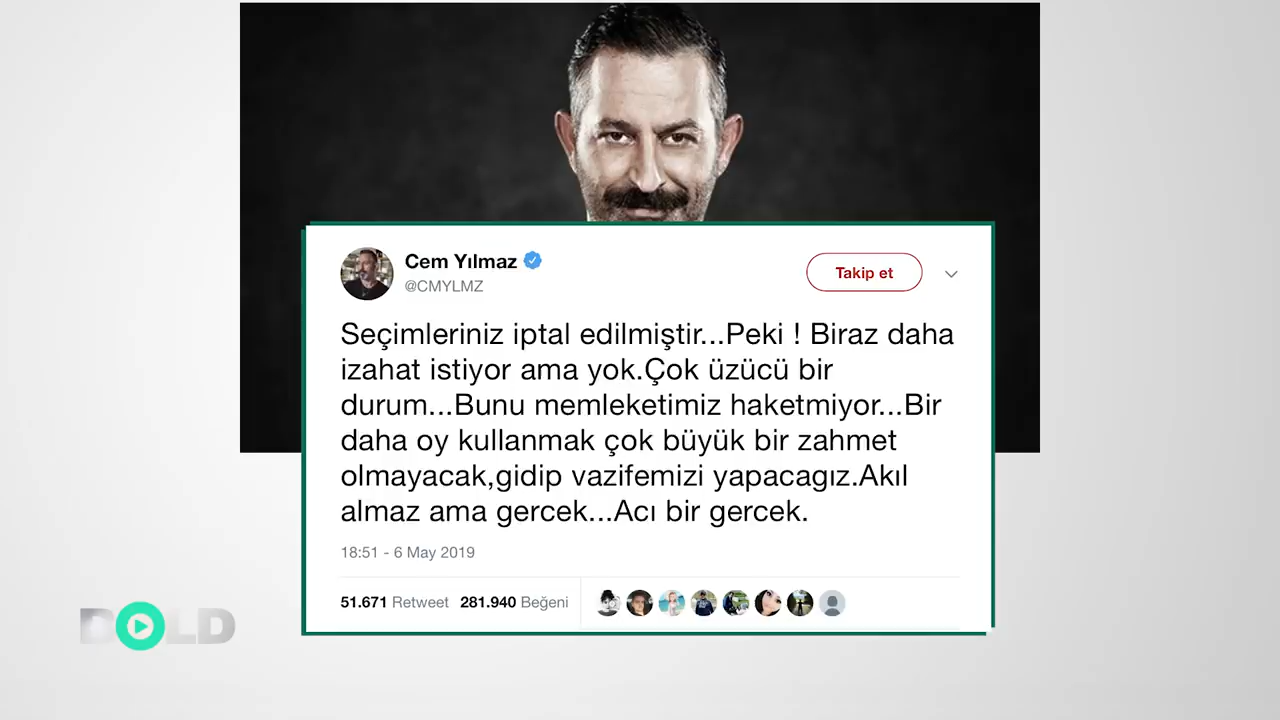 Cem Yılmaz
@CMYLMZ
Takip et
Seçimleriniz iptal edilmiştir...Peki ! Biraz daha
izahat istiyor ama yok.Çok üzücü bir
durum...Bunu memleketimiz haketmiyor...Bir
daha oy kullanmak çok büyük bir zahmet
olmayacak,gidip vazifemizi yapacagız.Akıl
almaz ama gercek...Acı bir gercek.
18:51 - 6 May 2019
51.671 Retweet 281.940 Beğeni
BOLD